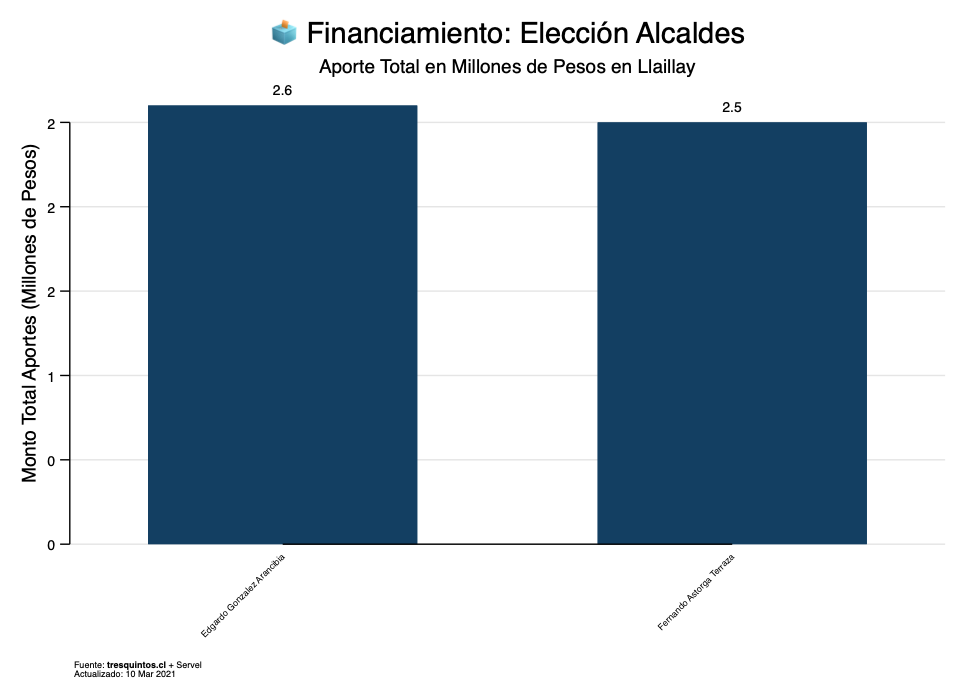 Financiamiento: Elección Alcaldes
Aporte Total en Millones de Pesos en Llaillay
Monto Total Aportes (Millones de Pesos)
2
2
2
1
0
0
2.6
2.5
Edgardo Gonzalez Arancibia
Fernando Astorga Terraza
Fuente: tresquintos.cl + Servel
Actualizado: 10 Mar 2021